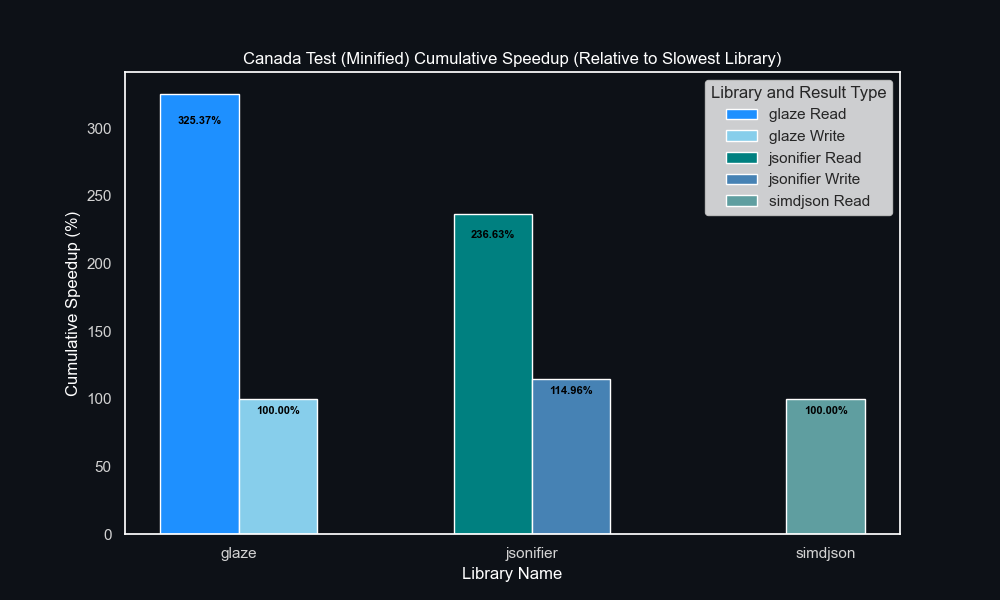 Canada Test (Minified) Cumulative Speedup (Relative to Slowest Library)
Library and Result Type
glaze Read
glaze Write
jsonifier Read
jsonifier Write
simdjson Read
Cumulative Speedup (%)
300
250
200
150
100
50
0
325.37%
100.00%
236.63%
114.96%
100.00%
glaze
jsonifier
simdjson
Library Name